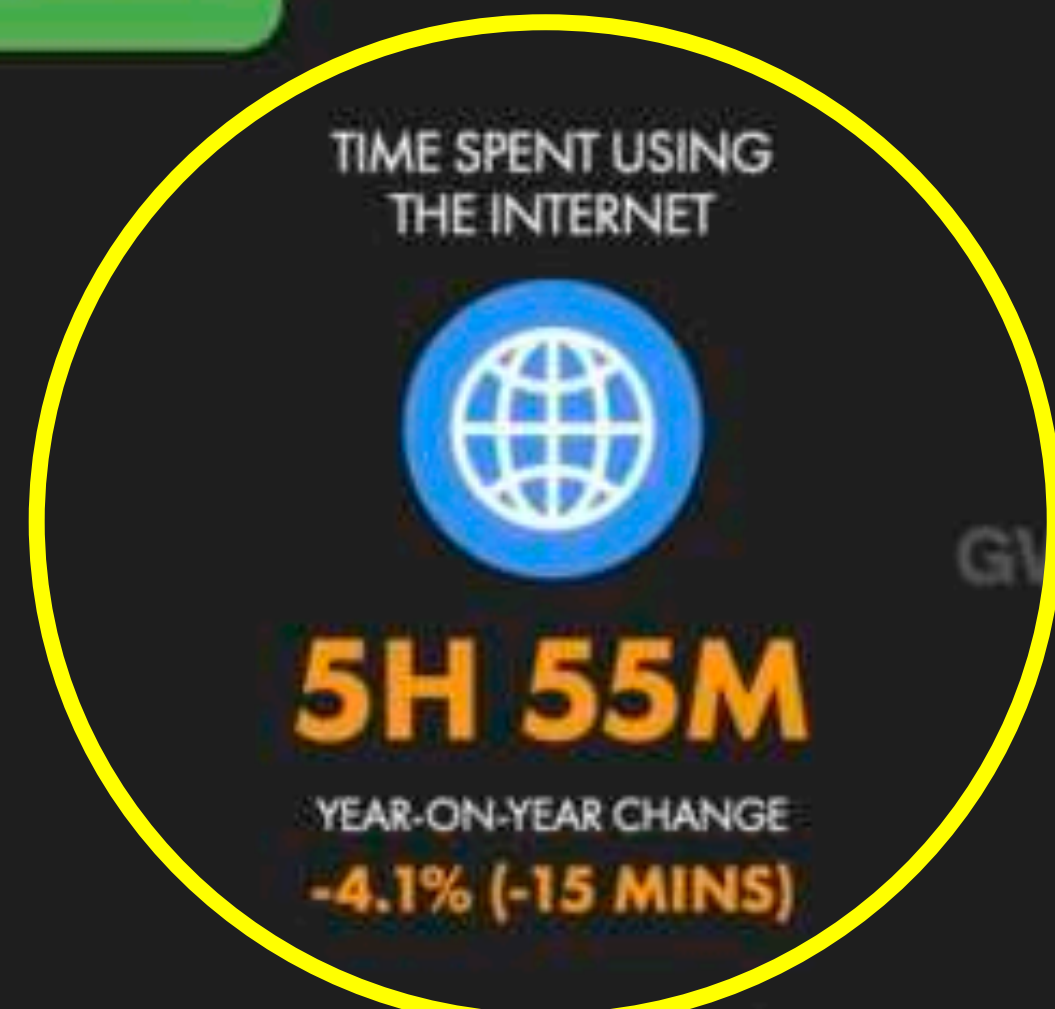 TIME SPENT USING
THE INTERNET
5H 55M
YEAR-ON-YEAR CHANGE
-4.1% (-15 MINS)